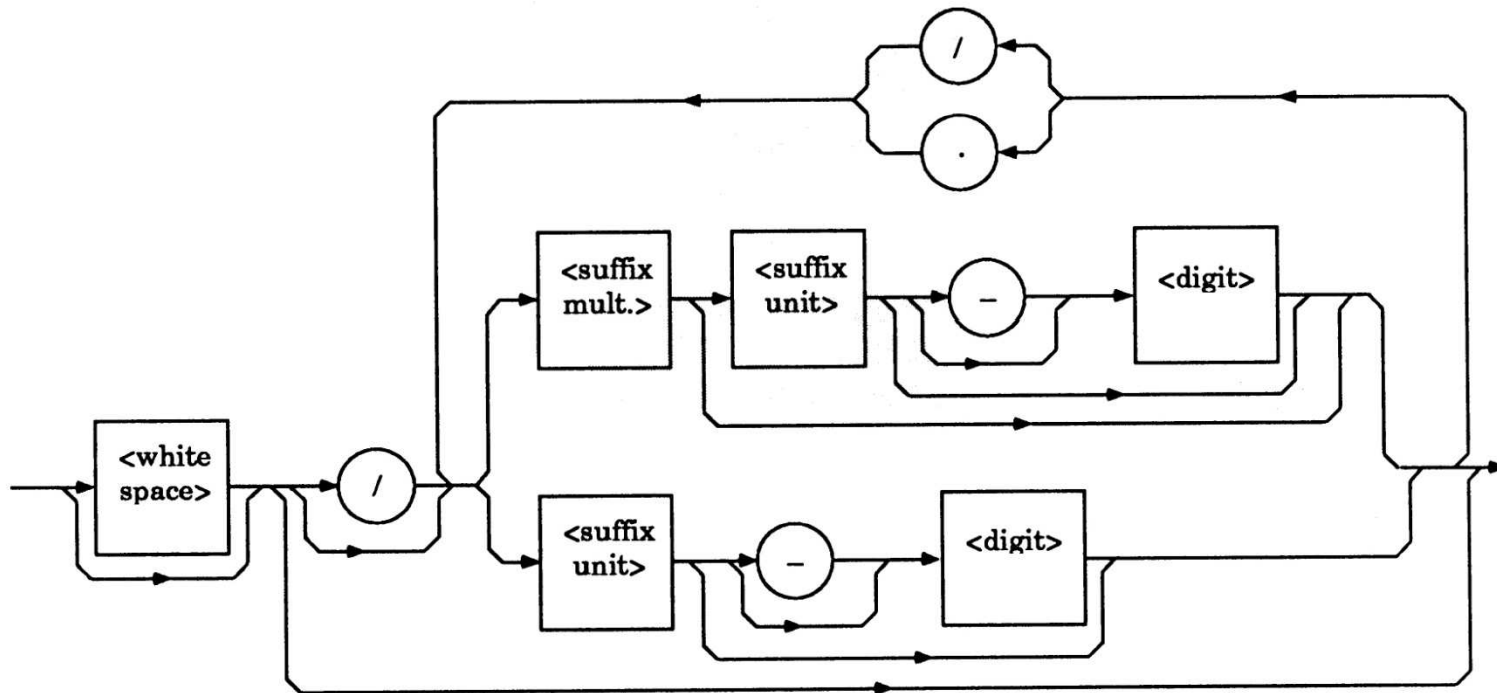 /
.
<suffix
mult.>
<suffix
unit>
-
<digit>
<white
space>
/
<suffix
unit>
-
<digit>